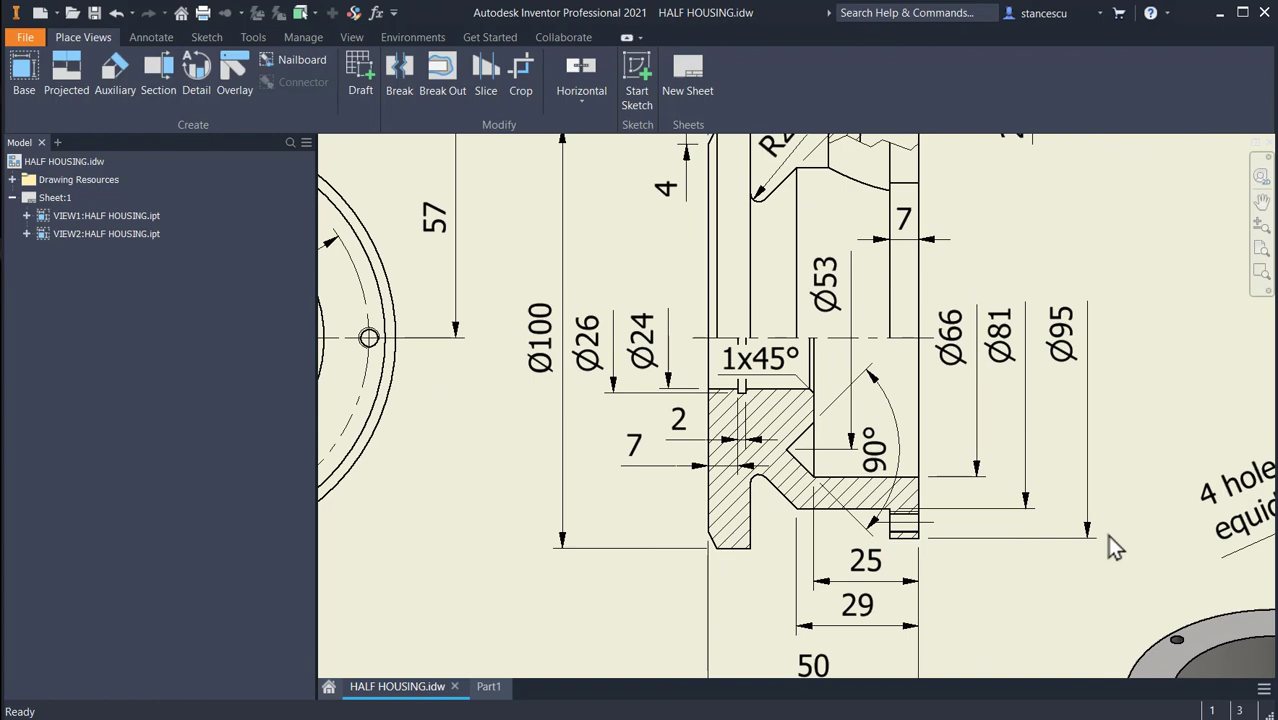 Autodesk Inventor Professional 2021 HALF HOUSING.idw
Search Help & Commands...
stancescu
File Place Views Annotate Sketch Tools Manage View Environments Get Started Collaborate
Base
Projected
Auxiliary
Section
Detail
Overlay
Nailboard
Connector
Draft
Break
Break Out
Slice
Crop
Horizontal
Start
Sketch
New Sheet
Create
Modify
Sketch
Sheets
Model
HALF HOUSING.idw
Drawing Resources
Sheet:1
VIEW1:HALF HOUSING.ipt
VIEW2:HALF HOUSING.ipt
57
4
7
Ø53
Ø100
Ø26
Ø24
1x45°
Ø66
Ø81
Ø95
2
7
90°
4 hole
25
29
50
HALF HOUSING.idw
Part1
Ready
1 3